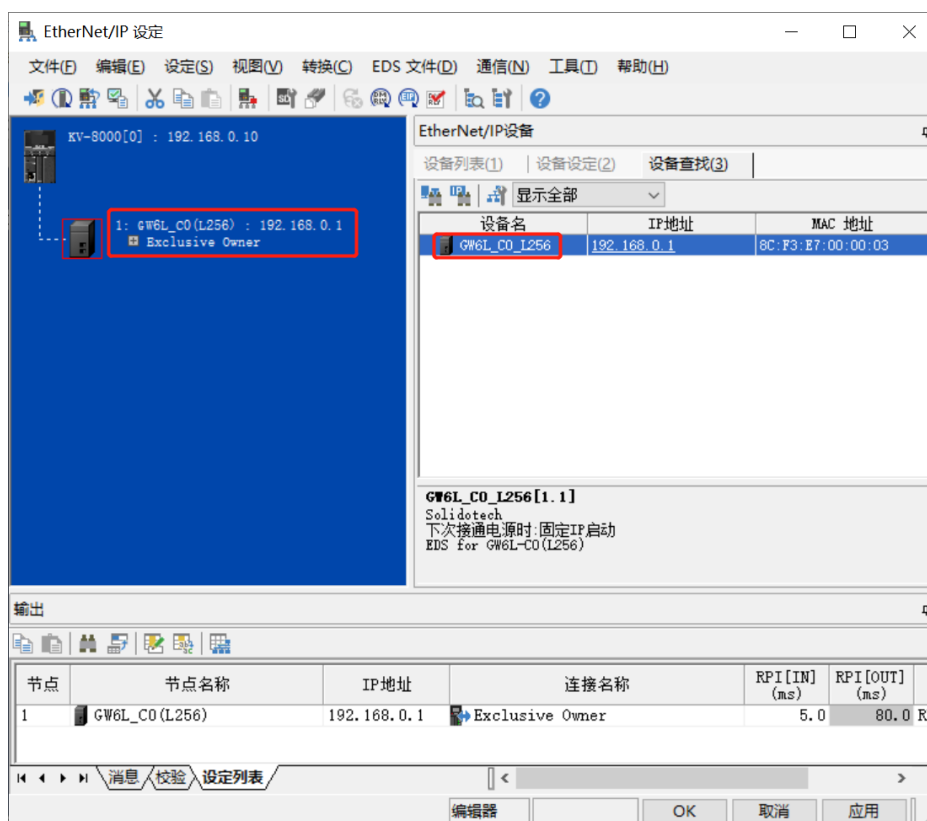 EtherNet/IP 设定
文件(F) 编辑(E) 设定(S) 视图(V) 转换(C) EDS 文件(D) 通信(N) 工具(T) 帮助(H)
KV-8000[0] : 192.168.0.10
1: GW6L_CO(L256) : 192.168.0.1
Exclusive Owner
EtherNet/IP设备
设备列表(1) 设备设定(2) 设备查找(3)
显示全部
设备名 IP地址 MAC 地址
GW6L_CO_L256 192.168.0.1 8C:F3:E7:00:00:03
GW6L_CO_L256[1.1]
Solidotech
下次接通电源时:固定IP启动
EDS for GW6L-CO(L256)
输出
节点 节点名称 IP地址 连接名称 RPI[IN] (ms) RPI[OUT] (ms)
1 GW6L_CO(L256) 192.168.0.1 Exclusive Owner 5.0 80.0 R
消息 校验 设定列表
编辑器 OK 取消 应用